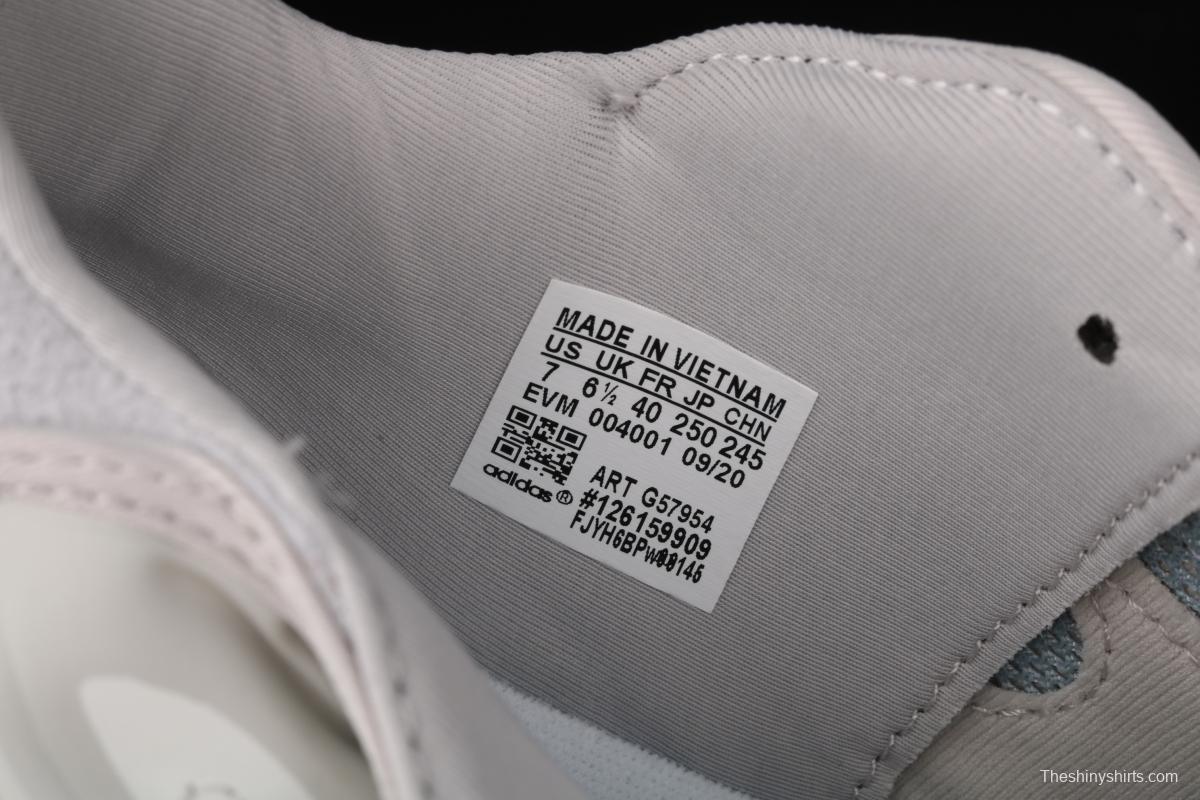 MADE IN VIETNAM
US UK FR JP CHN
7 6½ 40 250 245
EVM 004001 09/20
adidas®
ART G57954
#126159909
Theshinyshirts.com